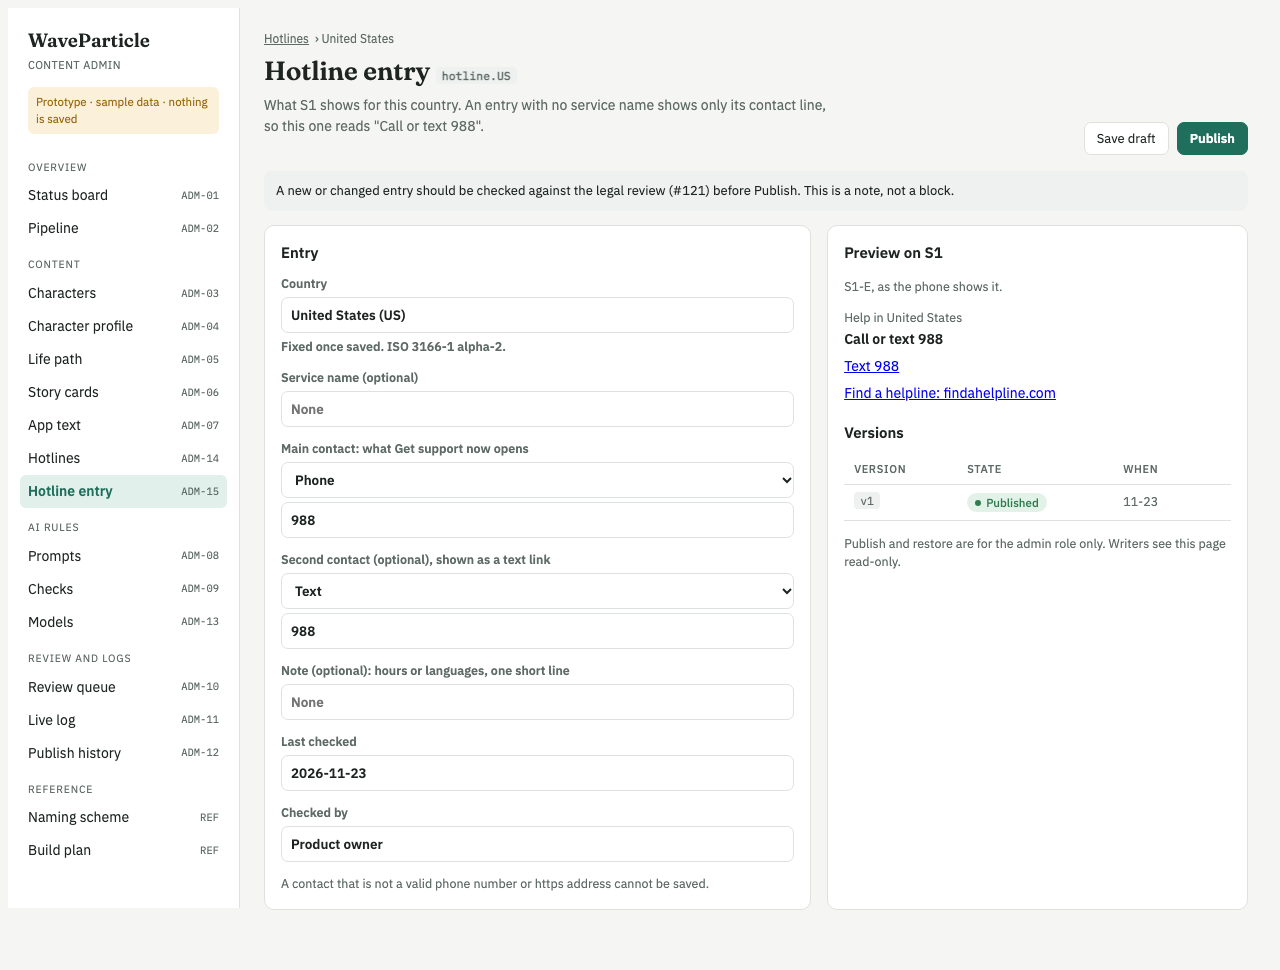 WaveParticle
CONTENT ADMIN
Prototype · sample data · nothing
is saved
OVERVIEW
Status board ADM-01
Pipeline ADM-02
CONTENT
Characters ADM-03
Character profile ADM-04
Life path ADM-05
Story cards ADM-06
App text ADM-07
Hotlines ADM-14
Hotline entry ADM-15
AI RULES
Prompts ADM-08
Checks ADM-09
Models ADM-13
REVIEW AND LOGS
Review queue ADM-10
Live log ADM-11
Publish history ADM-12
REFERENCE
Naming scheme REF
Build plan REF
Hotlines › United States
Hotline entry hotline.US
What S1 shows for this country. An entry with no service name shows only its contact line,
so this one reads "Call or text 988".
Save draft
Publish
A new or changed entry should be checked against the legal review (#121) before Publish. This is a note, not a block.
Entry
Country
United States (US)
Fixed once saved. ISO 3166-1 alpha-2.
Service name (optional)
None
Main contact: what Get support now opens
Phone
988
Second contact (optional), shown as a text link
Text
988
Note (optional): hours or languages, one short line
None
Last checked
2026-11-23
Checked by
Product owner
A contact that is not a valid phone number or https address cannot be saved.
Preview on S1
S1-E, as the phone shows it.
Help in United States
Call or text 988
Text 988
Find a helpline: findahelpline.com
Versions
VERSION STATE WHEN
v1 Published 11-23
Publish and restore are for the admin role only. Writers see this page
read-only.